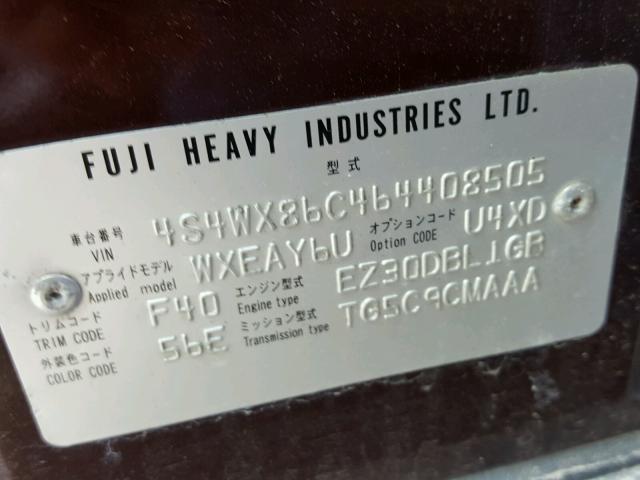 FUJI HEAVY INDUSTRIES LTD.
型式
車台番号 VIN 4S4WX86C464408505
アプライドモデル Applied model WXEAY6U オプションコード Option CODE U4XD
トリムコード TRIM CODE F40 エンジン型式 Engine type EZ30DBL1GB
外装色コード COLOR CODE 56E ミッション型式 Transmission type TG5C9CMAAA